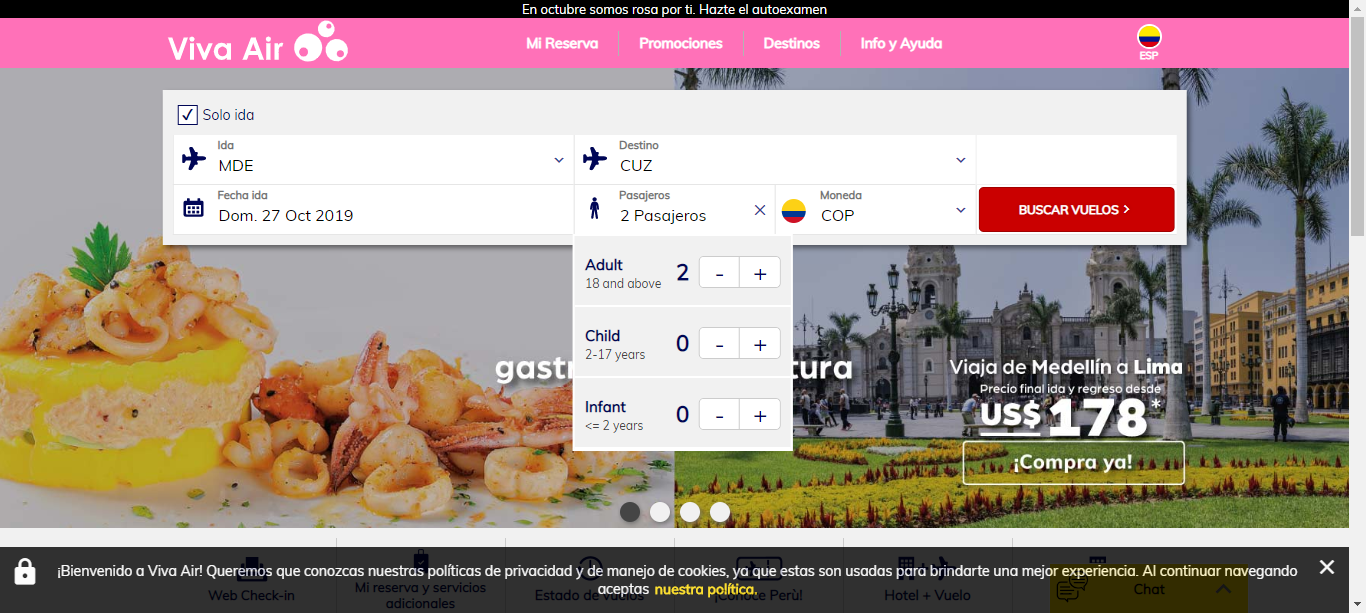 En octubre somos rosa por ti. Hazte el autoexamen
Viva Air
Mi Reserva
Promociones
Destinos
Info y Ayuda
ESP
Solo ida
Ida
MDE
Destino
CUZ
Fecha ida
Dom. 27 Oct 2019
Pasajeros
2 Pasajeros
Moneda
COP
BUSCAR VUELOS
Adult
18 and above
2
-
+
Child
2-17 years
0
-
+
Infant
<= 2 years
0
-
+
gast
tura
Viaja de Medellín a Lima
Precio final ida y regreso desde
US$ 178*
¡Compra ya!
¡Bienvenido a Viva Air! Queremos que conozcas nuestras políticas de privacidad y de manejo de cookies, ya que estas son usadas para brindarte una mejor experiencia. Al continuar navegando
aceptas nuestra política.
Web Check-in
Mi reserva y servicios
adicionales
Estado de vuelos
¡Conoce Perù!
Hotel + Vuelo
Chat